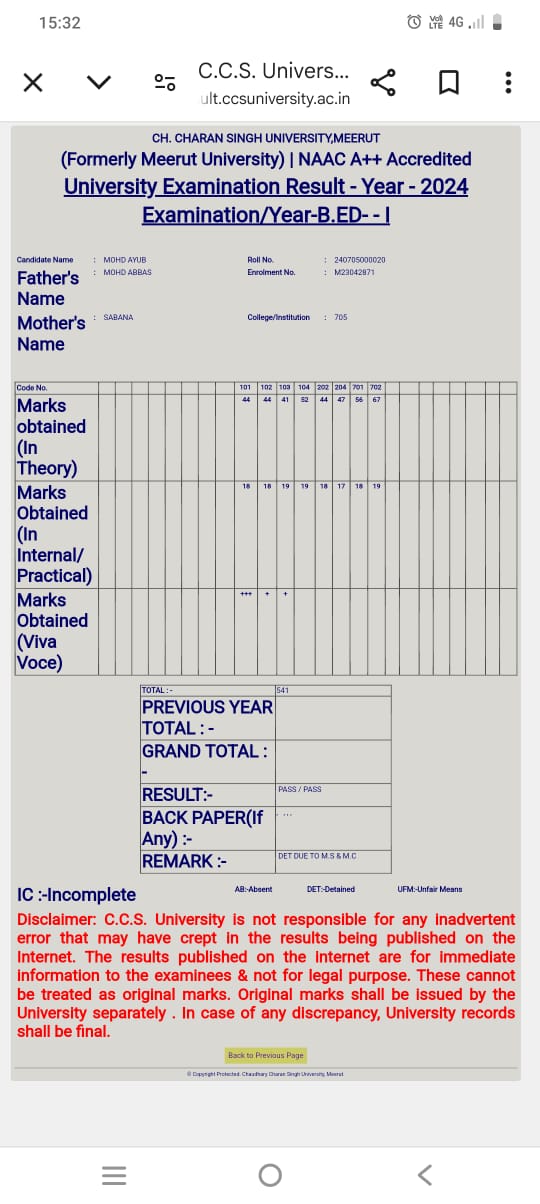 15:32
Vo) LTE 4G
C.C.S. Univers...
ult.ccsuniversity.ac.in
CH. CHARAN SINGH UNIVERSITY,MEERUT
(Formerly Meerut University) | NAAC A++ Accredited
University Examination Result - Year - 2024
Examination/Year-B.ED- - I
Candidate Name : MOHD AYUB Roll No. : 240705000020
Father's Name : MOHD ABBAS Enrolment No. : M23042871
Mother's Name : SABANA College/Institution : 705
Code No. 101 102 103 104 202 204 701 702
Marks obtained (In Theory) 44 44 41 52 44 47 56 67
Marks Obtained (In Internal/ Practical) 18 18 19 19 18 17 18 19
Marks Obtained (Viva Voce) +++ + +
TOTAL :- 541
PREVIOUS YEAR TOTAL :-
GRAND TOTAL : -
RESULT:- PASS / PASS
BACK PAPER(If Any) :- , ...
REMARK :- DET DUE TO M.S & M.C
IC :-Incomplete AB:-Absent DET:-Detained UFM:-Unfair Means
Disclaimer: C.C.S. University is not responsible for any inadvertent
error that may have crept in the results being published on the
Internet. The results published on the Internet are for immediate
information to the examinees & not for legal purpose. These cannot
be treated as original marks. Original marks shall be issued by the
University separately . In case of any discrepancy, University records
shall be final.
Back to Previous Page
© Copyright Protected. Chaudhary Charan Singh University, Meerut